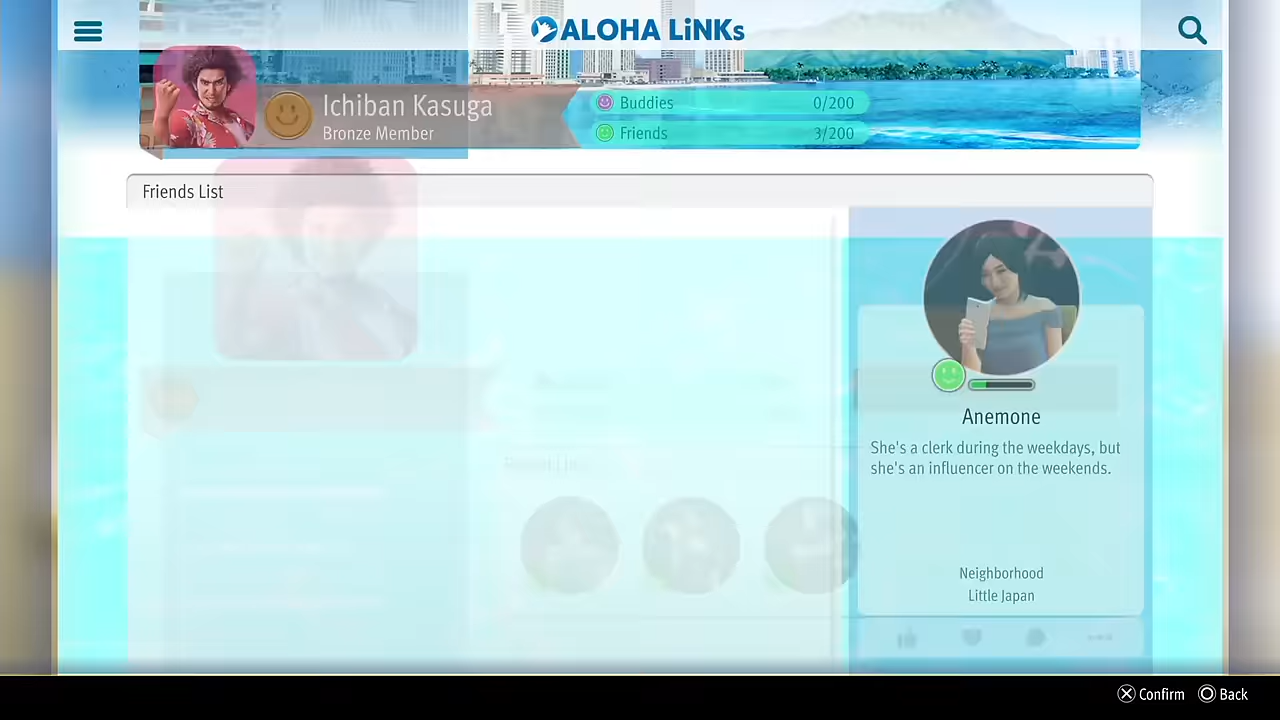 ALOHA LiNKs
Ichiban Kasuga
Bronze Member
Buddies 0/200
Friends 3/200
Friends List
Anemone
She's a clerk during the weekdays, but
she's an influencer on the weekends.
Neighborhood
Little Japan
Confirm Back